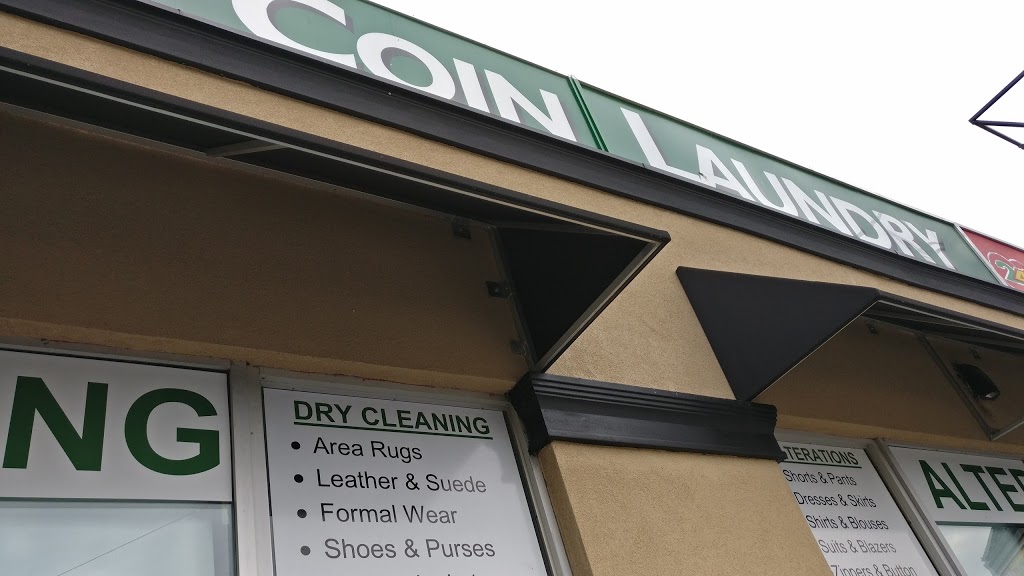 COIN LAUNDRY
NG
DRY CLEANING
• Area Rugs
• Leather & Suede
• Formal Wear
• Shoes & Purses
TERATIONS
Shorts & Pants
Dresses & Skirts
Shirts & Blouses
Suits & Blazers
Zippers & Button
ALTE